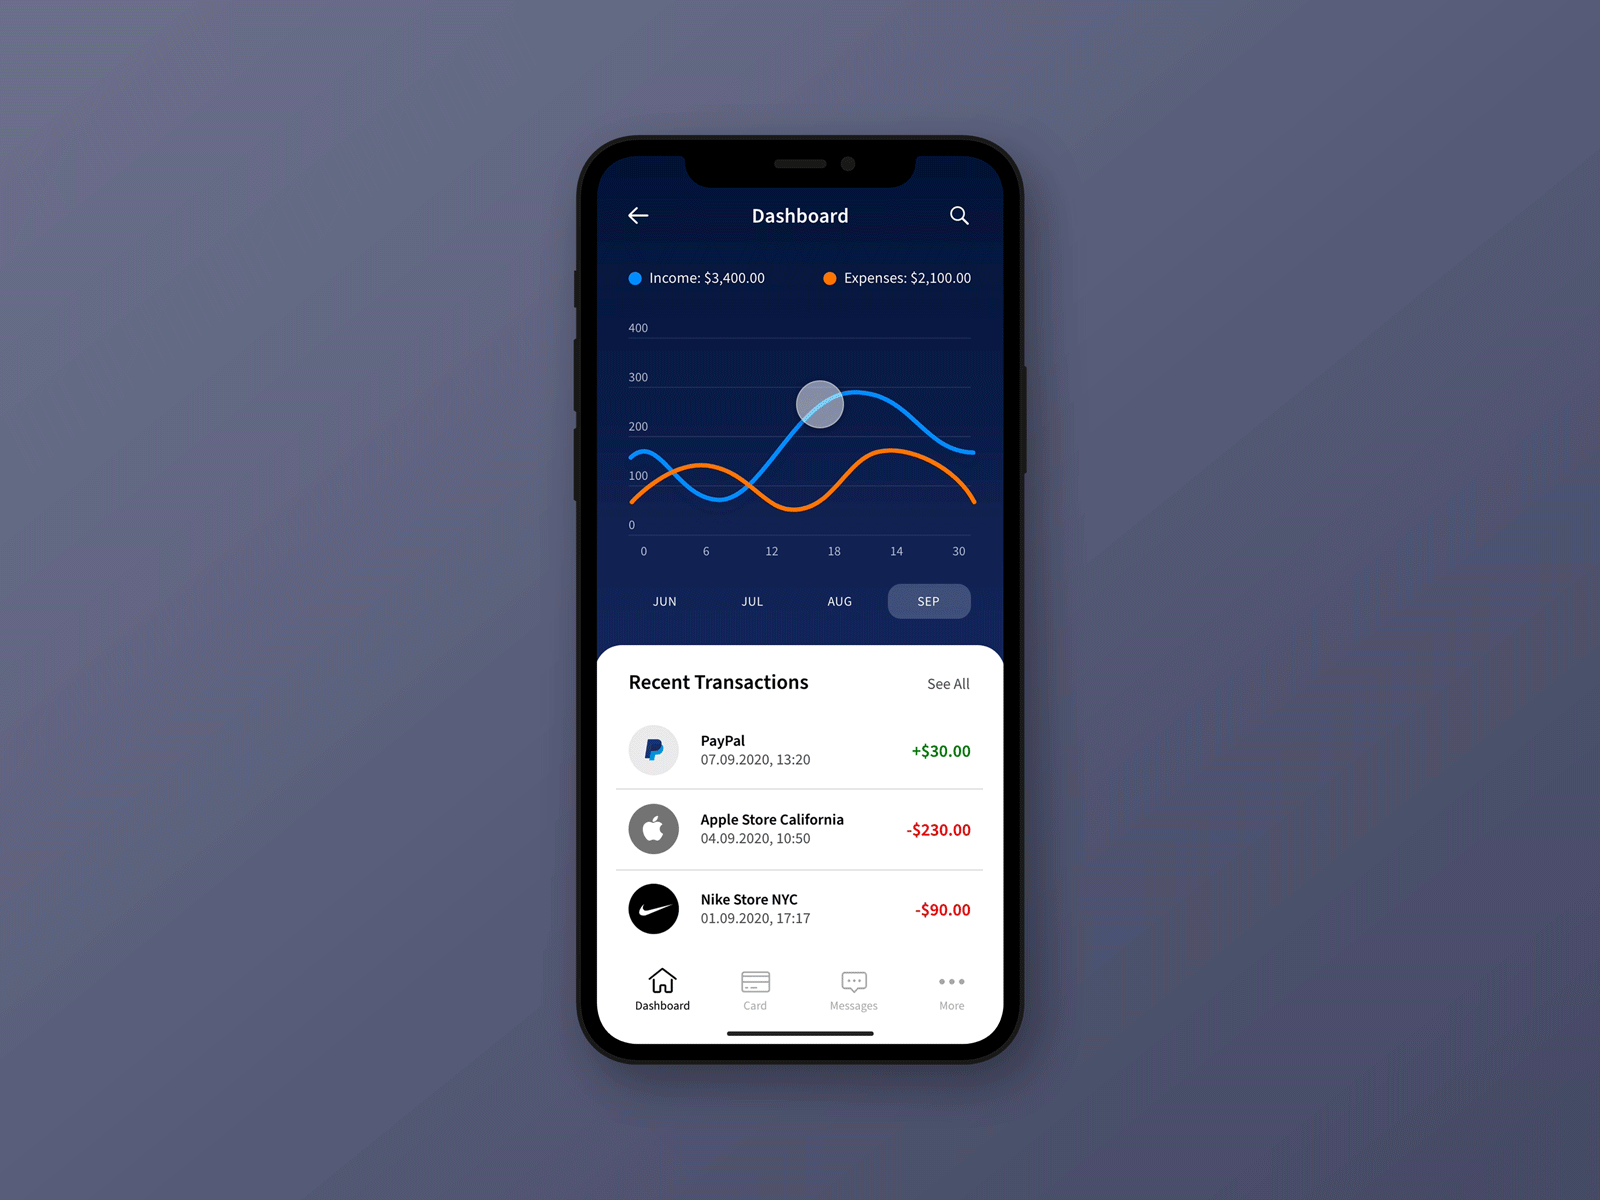 Dashboard
Income: $3,400.00
Expenses: $2,100.00
400
300
200
100
0
0 6 12 18 14 30
JUN JUL AUG SEP
Recent Transactions
See All
PayPal
07.09.2020, 13:20
+$30.00
Apple Store California
04.09.2020, 10:50
-$230.00
Nike Store NYC
01.09.2020, 17:17
-$90.00
Dashboard Card Messages More